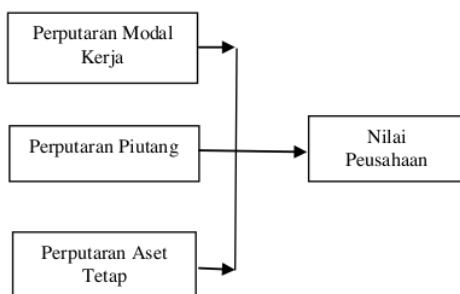 Perputaran Modal
Kerja
Perputaran Piutang
Nilai
Peusahaan
Perputaran Aset
Tetap